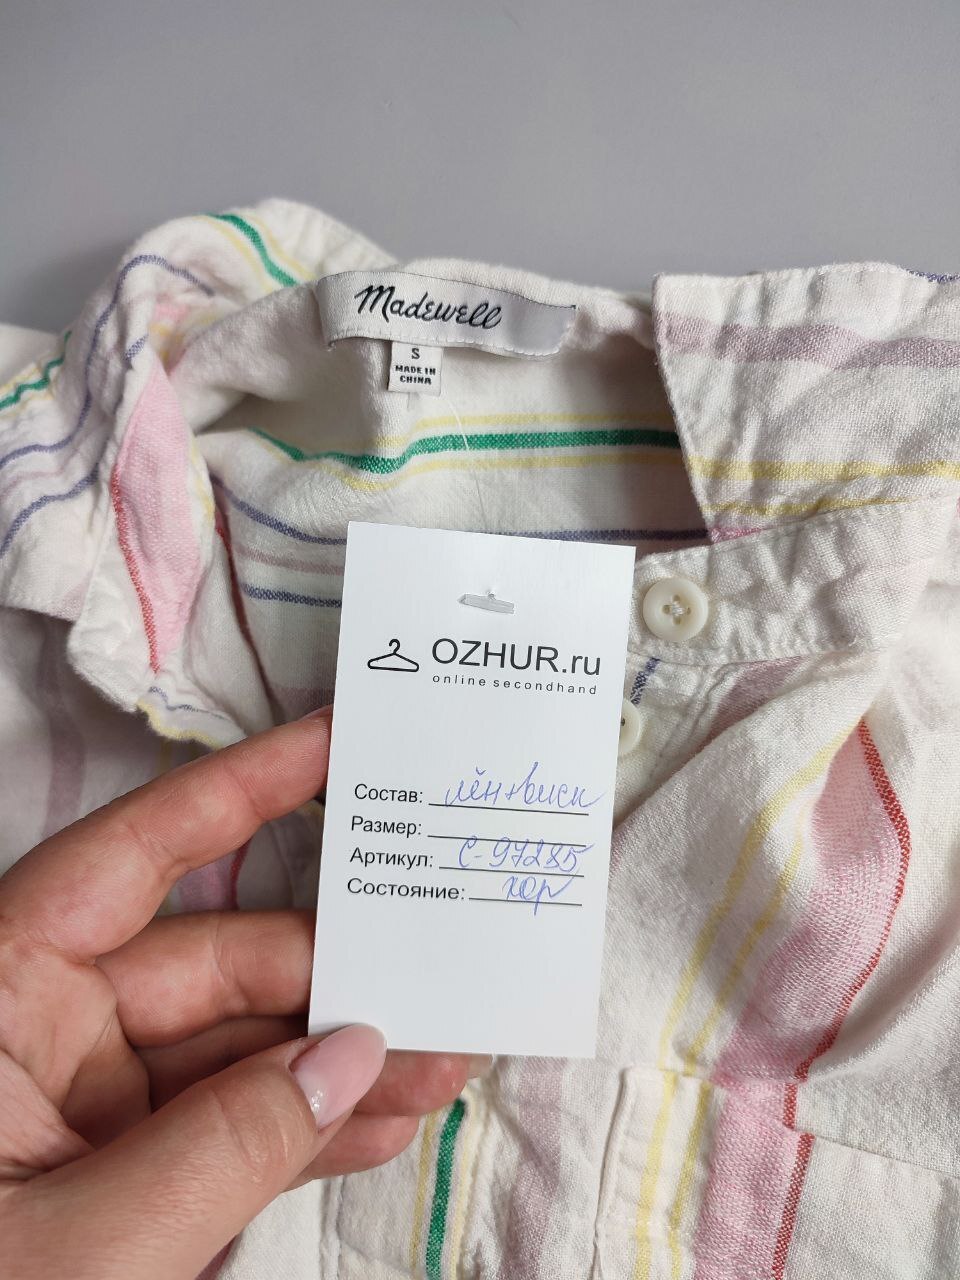 Madewell
S
MADE IN
CHINA
OZHUR.ru
online secondhand
Состав: лён+виск
Размер:
Артикул: С-97285
Состояние: хор